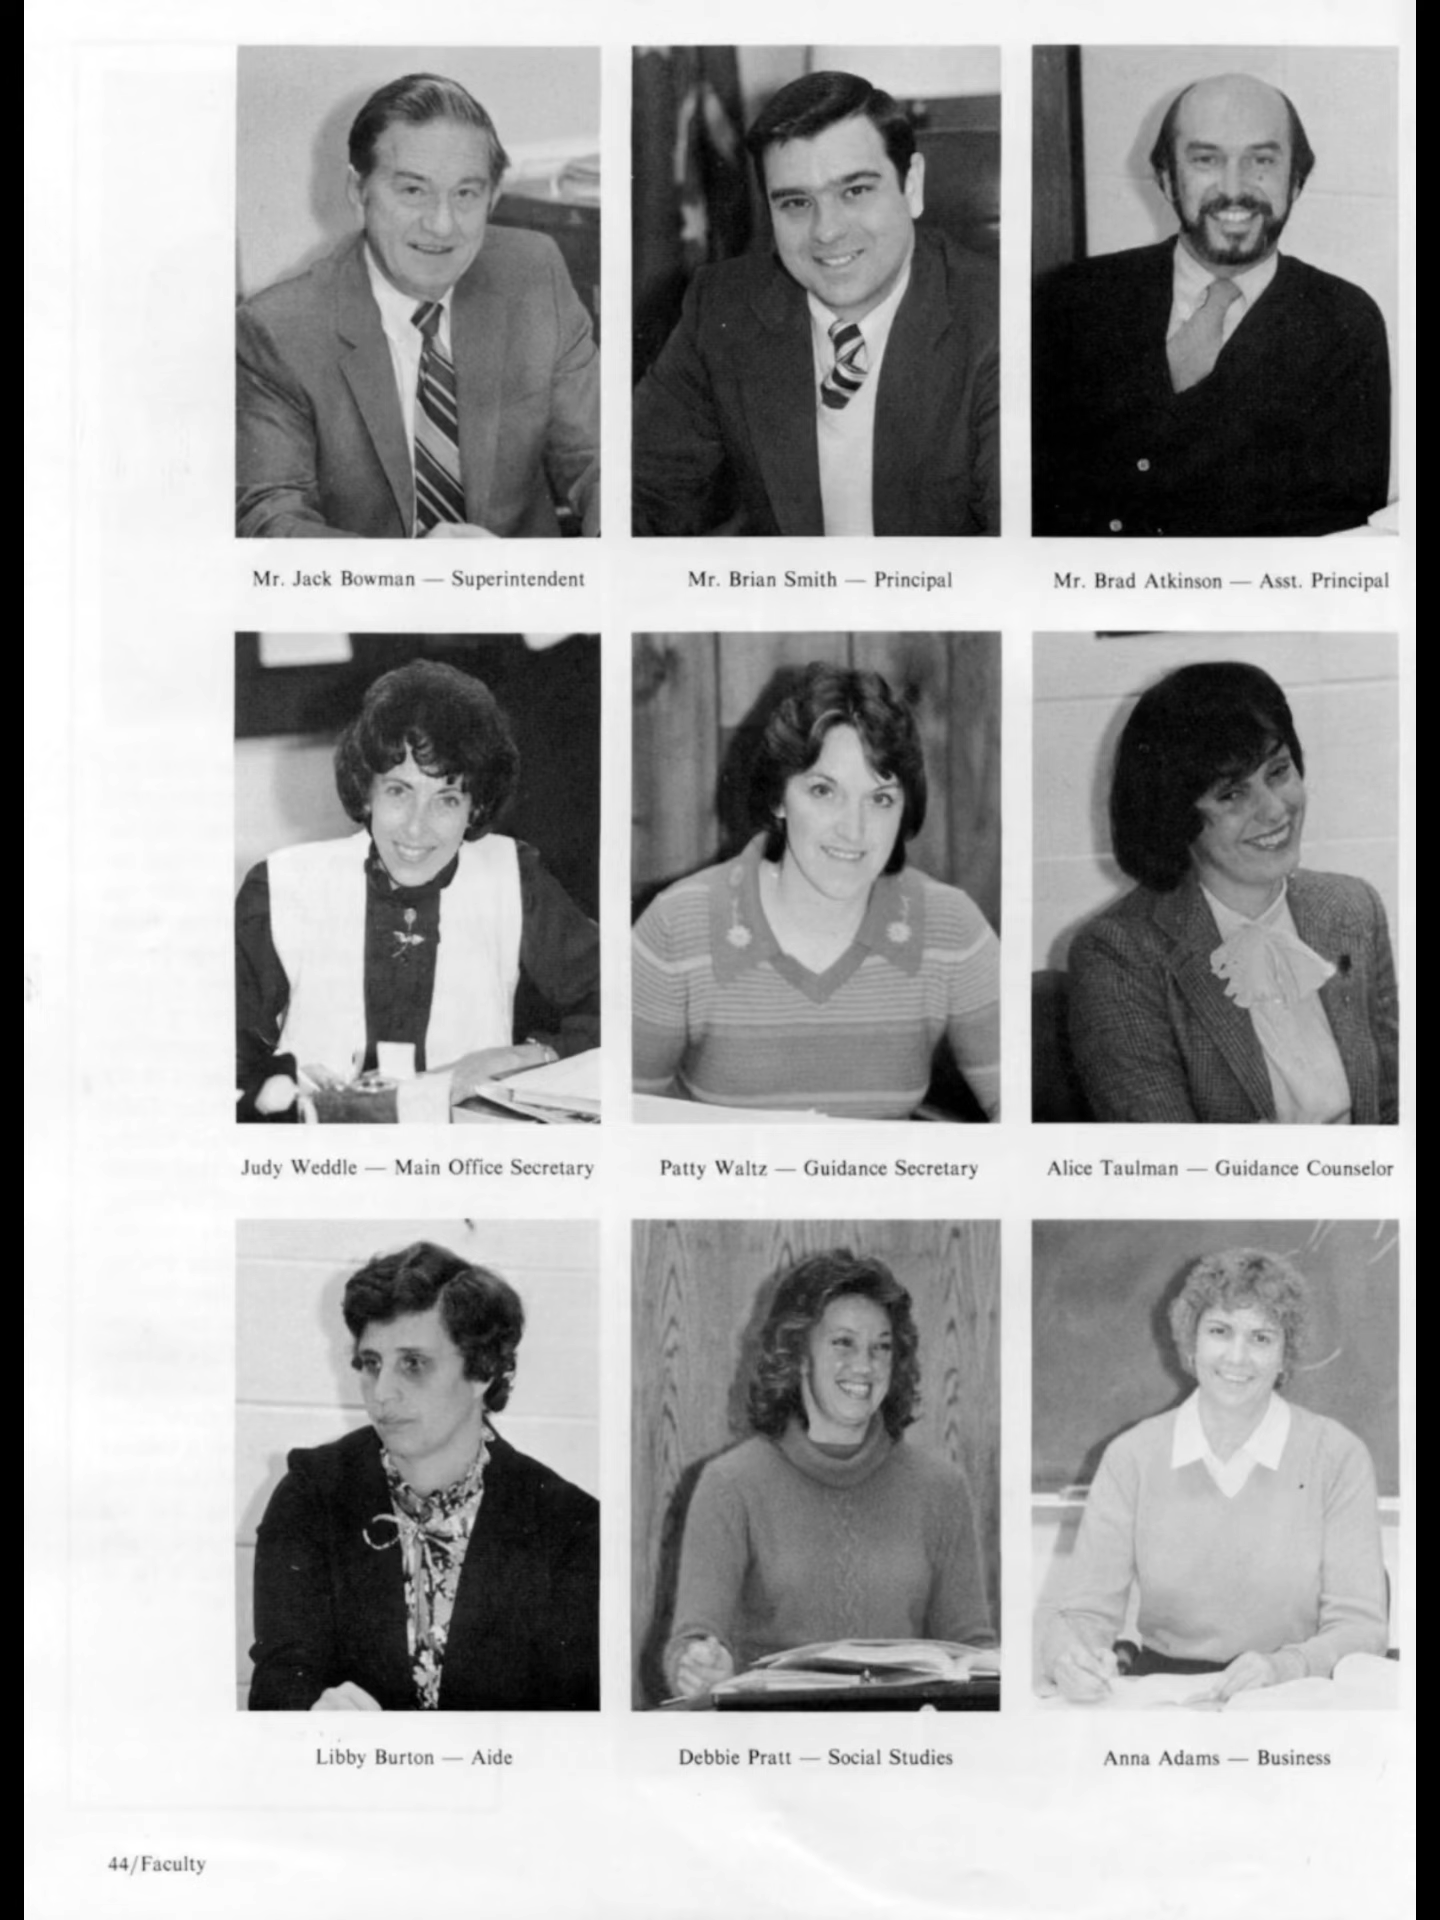 Mr. Jack Bowman — Superintendent
Mr. Brian Smith — Principal
Mr. Brad Atkinson — Asst. Principal
Judy Weddle — Main Office Secretary
Patty Waltz — Guidance Secretary
Alice Taulman — Guidance Counselor
Libby Burton — Aide
Debbie Pratt — Social Studies
Anna Adams — Business
44/Faculty